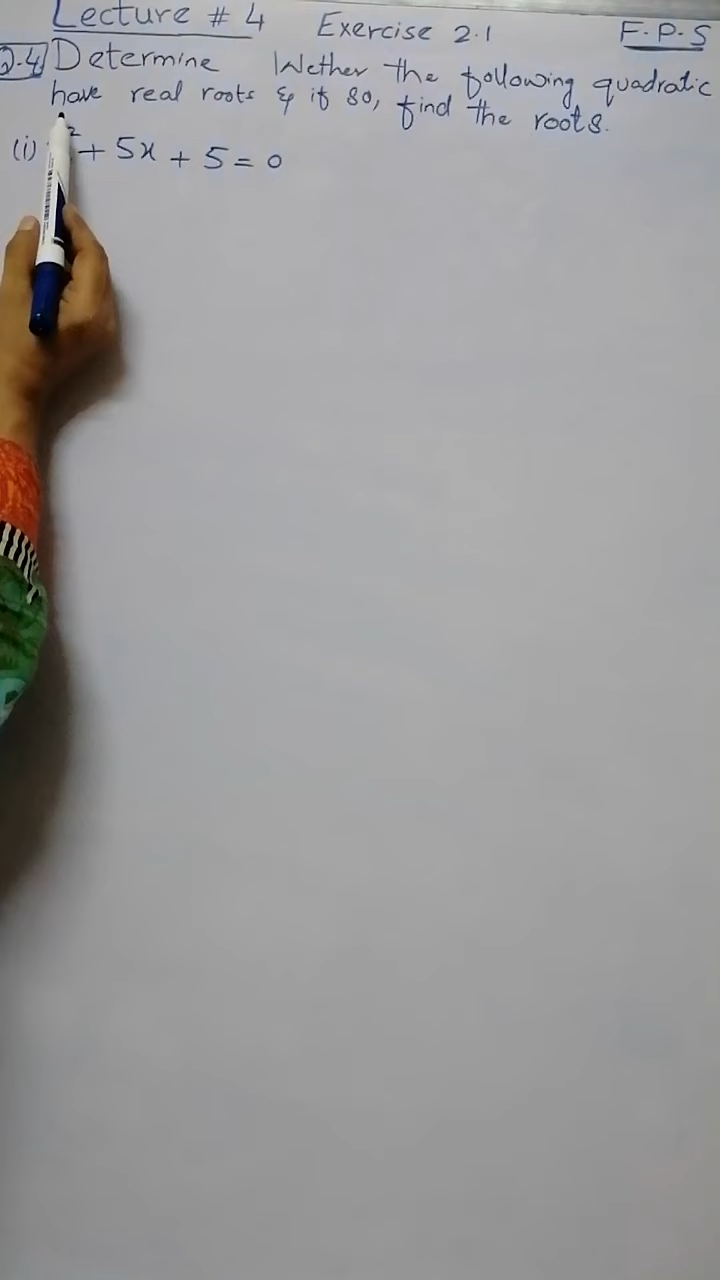 Lecture # 4 Exercise 2.1 F.P.S
Q.4 Determine Wether the following quadratic
have real roots & if so, find the roots.
(i) ² + 5x + 5 = 0